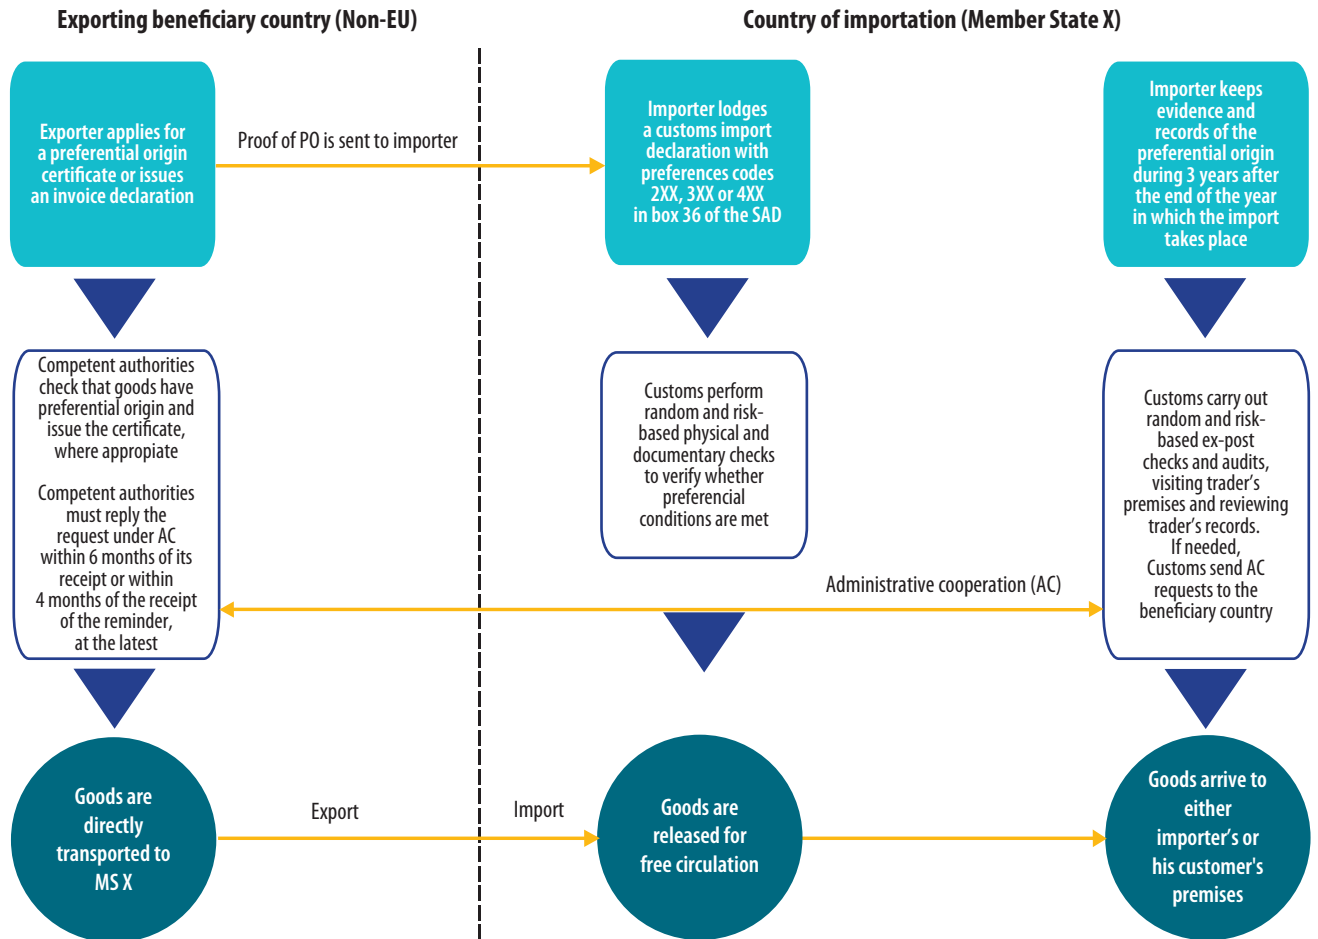 Exporting beneficiary country (Non-EU)
Country of importation (Member State X)
Exporter applies for
a preferential origin
certificate or issues
an invoice declaration
Proof of PO is sent to importer
Importer lodges
a customs import
declaration with
preferences codes
2XX, 3XX or 4XX
in box 36 of the SAD
Importer keeps
evidence and
records of the
preferential origin
during 3 years after
the end of the year
in which the import
takes place
Competent authorities
check that goods have
preferential origin and
issue the certificate,
where appropiate
Competent authorities
must reply the
request under AC
within 6 months of its
receipt or within
4 months of the receipt
of the reminder,
at the latest
Customs perform
random and risk-
based physical and
documentary checks
to verify whether
preferencial
conditions are met
Customs carry out
random and risk-
based ex-post
checks and audits,
visiting trader's
premises and reviewing
trader's records.
If needed,
Customs send AC
requests to the
beneficiary country
Administrative cooperation (AC)
Goods are
directly
transported to
MS X
Export
Import
Goods are
released for
free circulation
Goods arrive to
either
importer's or
his customer's
premises